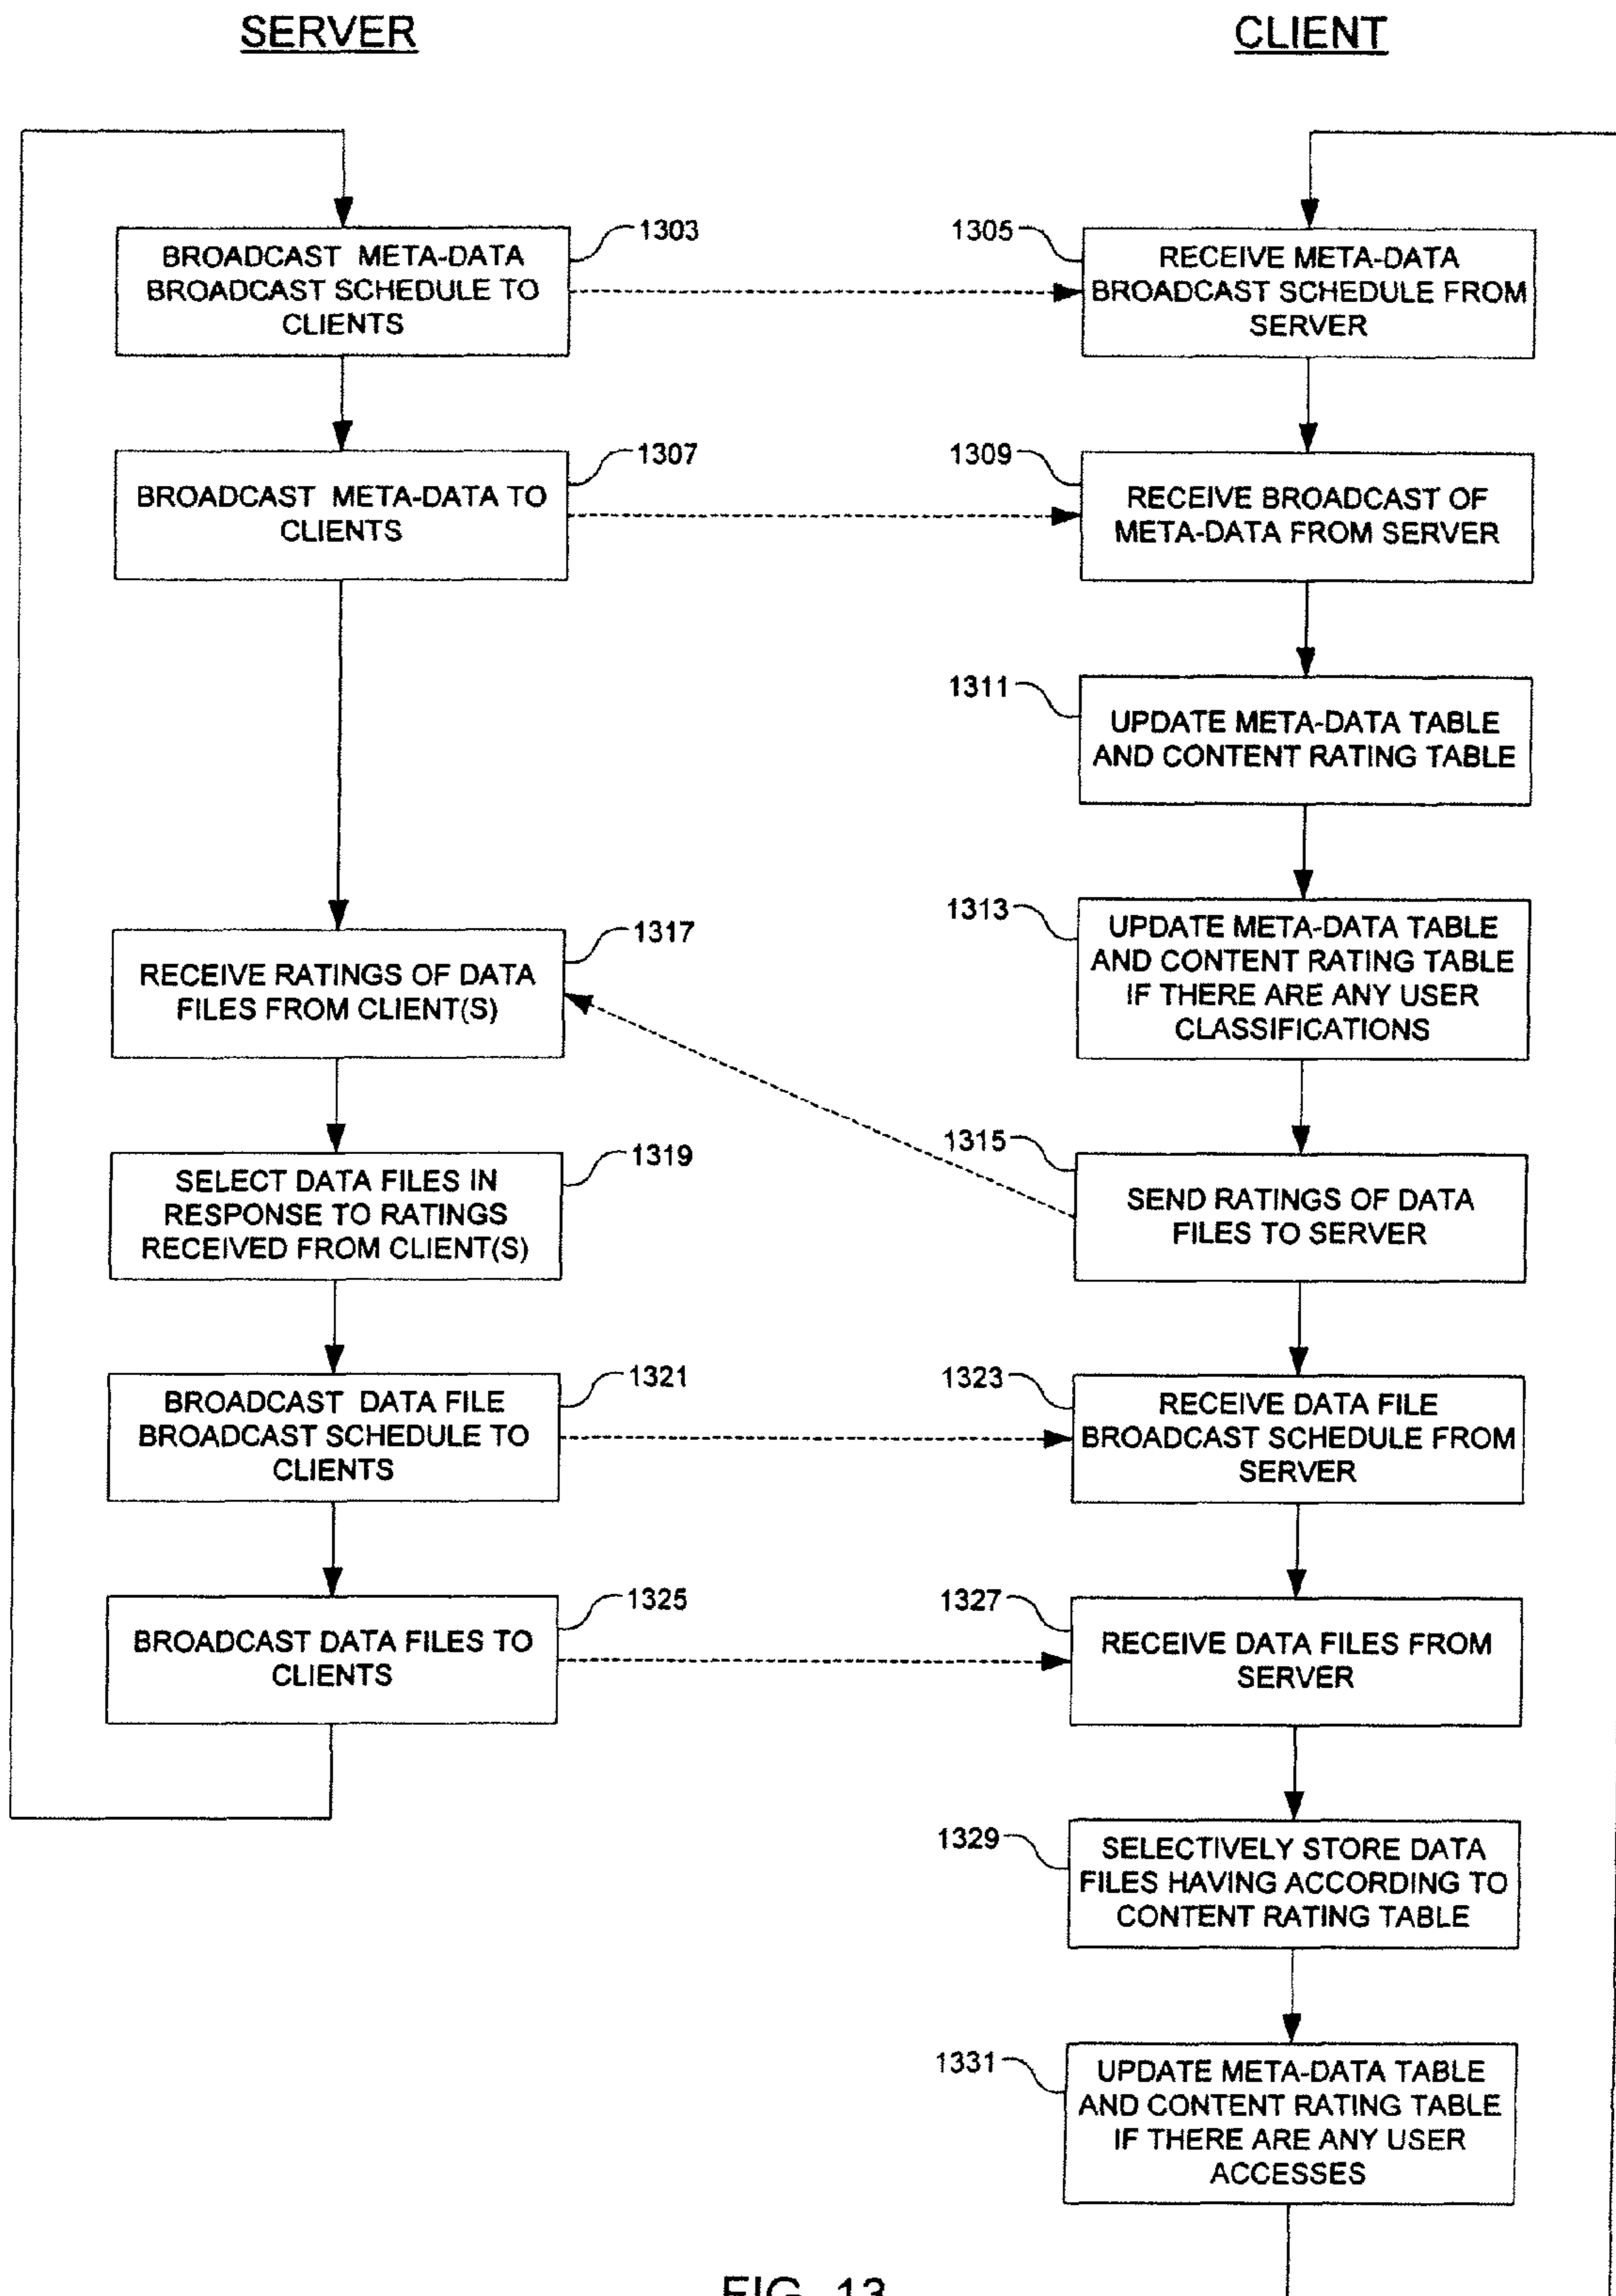 SERVER
CLIENT
1303
BROADCAST META-DATA
BROADCAST SCHEDULE TO
CLIENTS
1305
RECEIVE META-DATA
BROADCAST SCHEDULE FROM
SERVER
1307
BROADCAST META-DATA TO
CLIENTS
1309
RECEIVE BROADCAST OF
META-DATA FROM SERVER
1311
UPDATE META-DATA TABLE
AND CONTENT RATING TABLE
1313
UPDATE META-DATA TABLE
AND CONTENT RATING TABLE
IF THERE ARE ANY USER
CLASSIFICATIONS
1317
RECEIVE RATINGS OF DATA
FILES FROM CLIENT(S)
1315
SEND RATINGS OF DATA
FILES TO SERVER
1319
SELECT DATA FILES IN
RESPONSE TO RATINGS
RECEIVED FROM CLIENT(S)
1321
BROADCAST DATA FILE
BROADCAST SCHEDULE TO
CLIENTS
1323
RECEIVE DATA FILE
BROADCAST SCHEDULE FROM
SERVER
1325
BROADCAST DATA FILES TO
CLIENTS
1327
RECEIVE DATA FILES FROM
SERVER
1329
SELECTIVELY STORE DATA
FILES HAVING ACCORDING TO
CONTENT RATING TABLE
1331
UPDATE META-DATA TABLE
AND CONTENT RATING TABLE
IF THERE ARE ANY USER
ACCESSES
FIG. 13